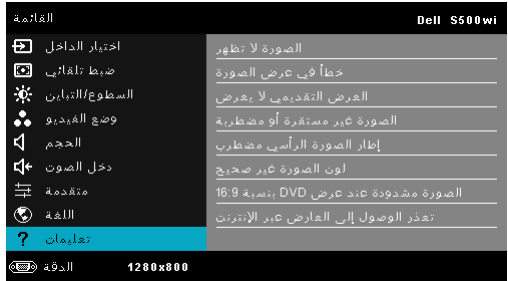 القائمة
Dell S500wi
اختيار الداخل
ضبط تلقائي
السطوع/التباين
وضع الفيديو
الحجم
دخل الصوت
متقدمة
اللغة
? تعليمات
الصورة لا تظهر
خطأ في عرض الصورة
العرض التقديمي لا يعرض
الصورة غير مستقرة أو مضطربة
إطار الصورة الرأسي مضطرب
لون الصورة غير صحيح
الصورة مشدودة عند عرض DVD بنسبة 16:9
تعذر الوصول إلى العارض عبر الإنترنت
الدقة 1280x800